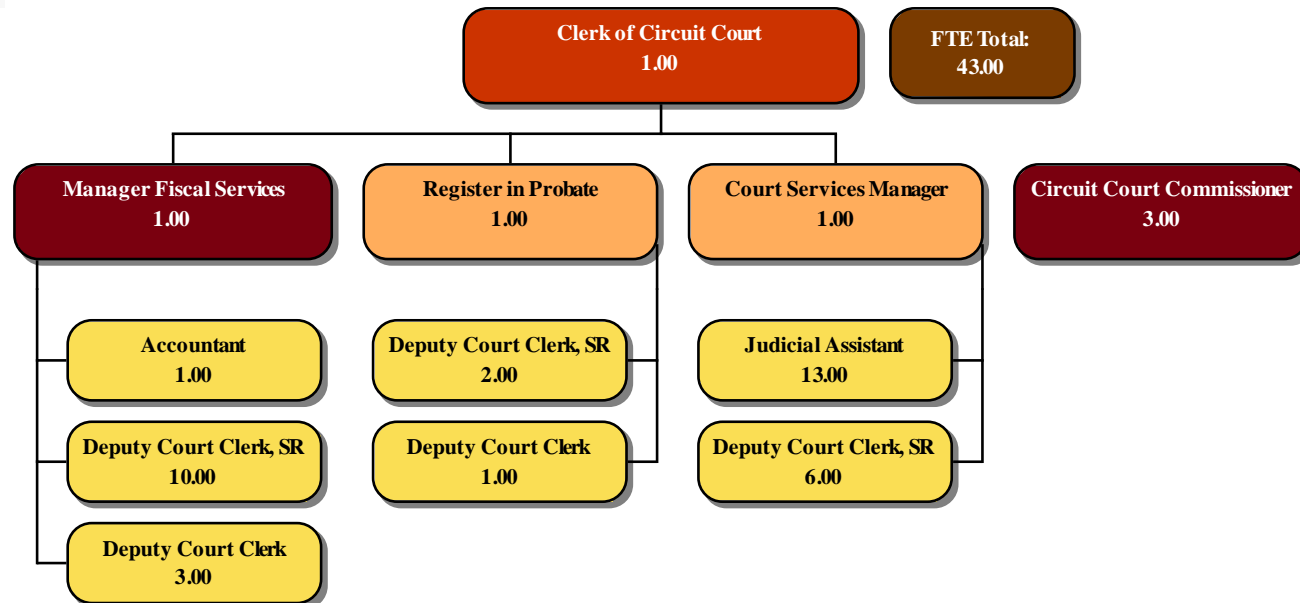 Clerk of Circuit Court
1.00
FTE Total:
43.00
Manager Fiscal Services
1.00
Register in Probate
1.00
Court Services Manager
1.00
Circuit Court Commissioner
3.00
Accountant
1.00
Deputy Court Clerk, SR
10.00
Deputy Court Clerk
3.00
Deputy Court Clerk, SR
2.00
Deputy Court Clerk
1.00
Judicial Assistant
13.00
Deputy Court Clerk, SR
6.00